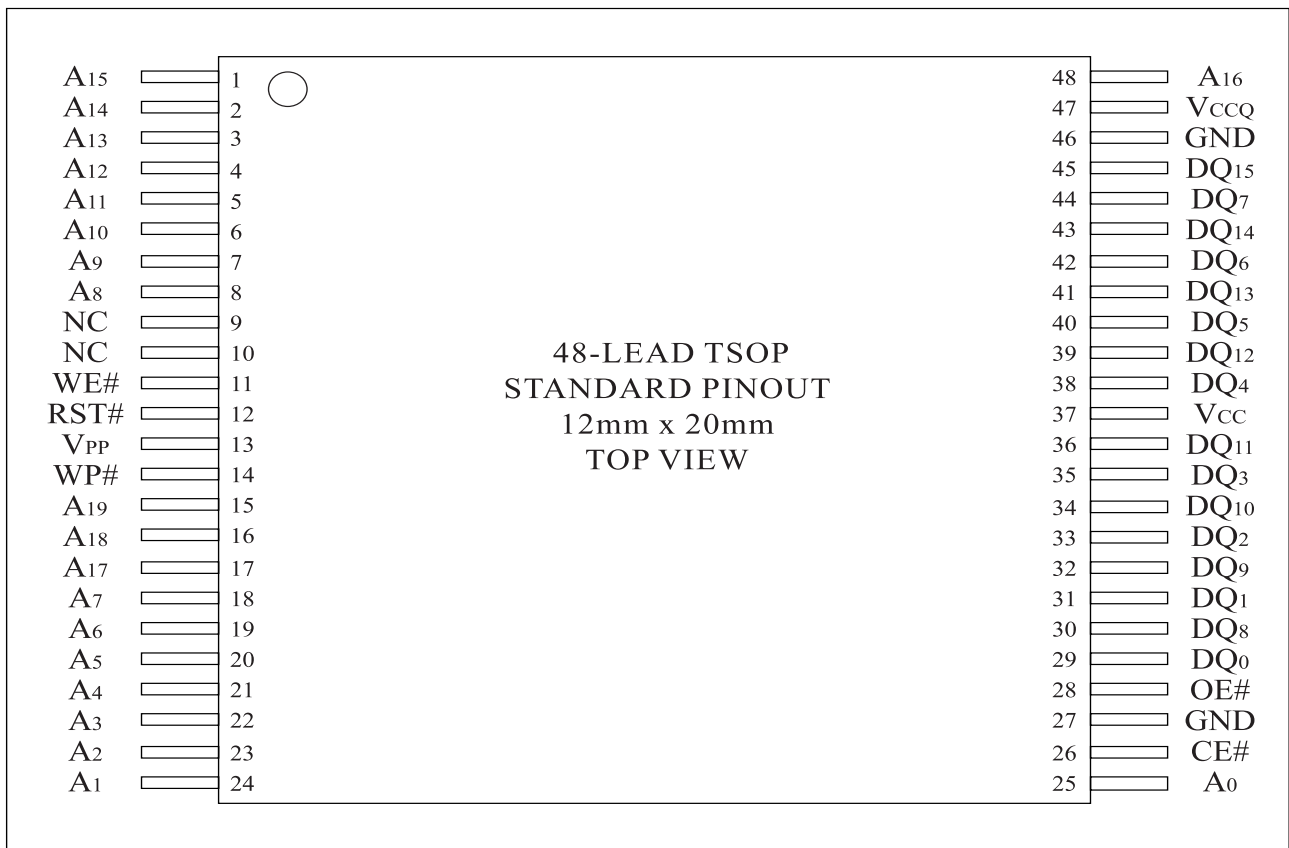 A15 1 48 A16
A14 2 47 VCCQ
A13 3 46 GND
A12 4 45 DQ15
A11 5 44 DQ7
A10 6 43 DQ14
A9 7 42 DQ6
A8 8 41 DQ13
NC 9 40 DQ5
NC 10 39 DQ12
WE# 11 38 DQ4
RST# 12 37 VCC
VPP 13 36 DQ11
WP# 14 35 DQ3
A19 15 34 DQ10
A18 16 33 DQ2
A17 17 32 DQ9
A7 18 31 DQ1
A6 19 30 DQ8
A5 20 29 DQ0
A4 21 28 OE#
A3 22 27 GND
A2 23 26 CE#
A1 24 25 A0
48-LEAD TSOP
STANDARD PINOUT
12mm x 20mm
TOP VIEW